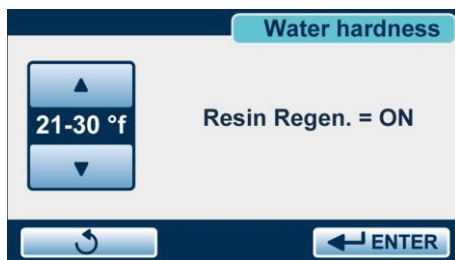 Water hardness
21-30 °f
Resin Regen. = ON
ENTER